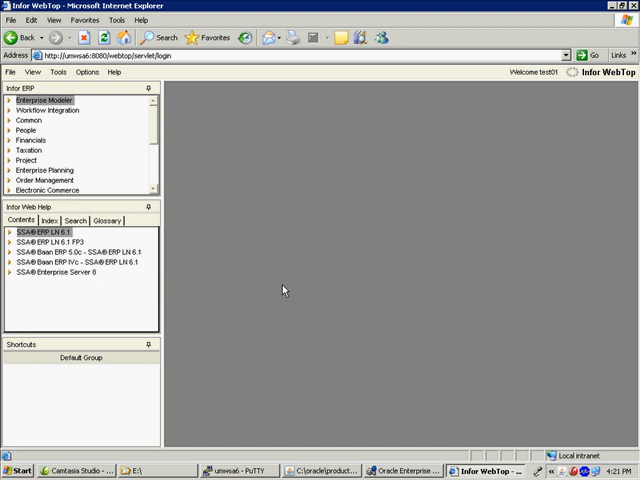 Infor WebTop - Microsoft Internet Explorer
File Edit View Favorites Tools Help
Back Search Favorites
Address http://umwsa6:8080/webtop/servlet/login Go Links »
File View Tools Options Help Welcome test01 Infor WebTop
Infor ERP
Enterprise Modeler
Workflow Integration
Common
People
Financials
Taxation
Project
Enterprise Planning
Order Management
Electronic Commerce
Infor Web Help
Contents Index Search Glossary
SSA® ERP LN 6.1
SSA® ERP LN 6.1 FP3
SSA® Baan ERP 5.0c - SSA® ERP LN 6.1
SSA® Baan ERP IVc - SSA® ERP LN 6.1
SSA® Enterprise Server 8
Shortcuts
Default Group
Local intranet
Start Camtasia Studio - ... E:\ umwsa6 - PuTTY C:\oracle\product... Oracle Enterprise ... Infor WebTop - ... 4:21 PM